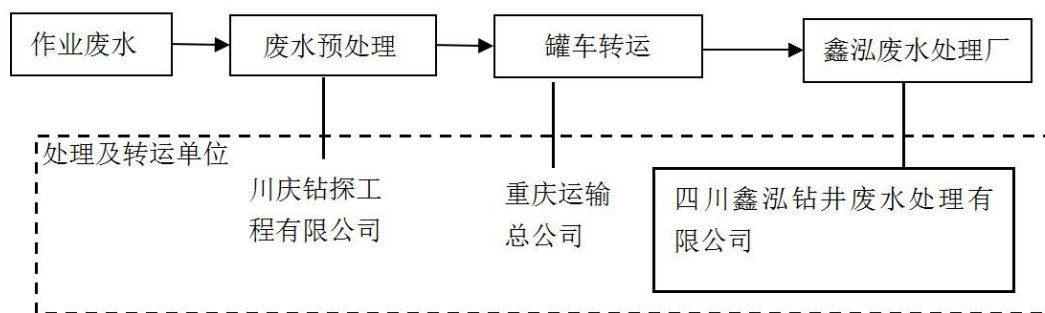 作业废水
废水预处理
罐车转运
鑫泓废水处理厂
处理及转运单位
川庆钻探工
程有限公司
重庆运输
总公司
四川鑫泓钻井废水处理有
限公司